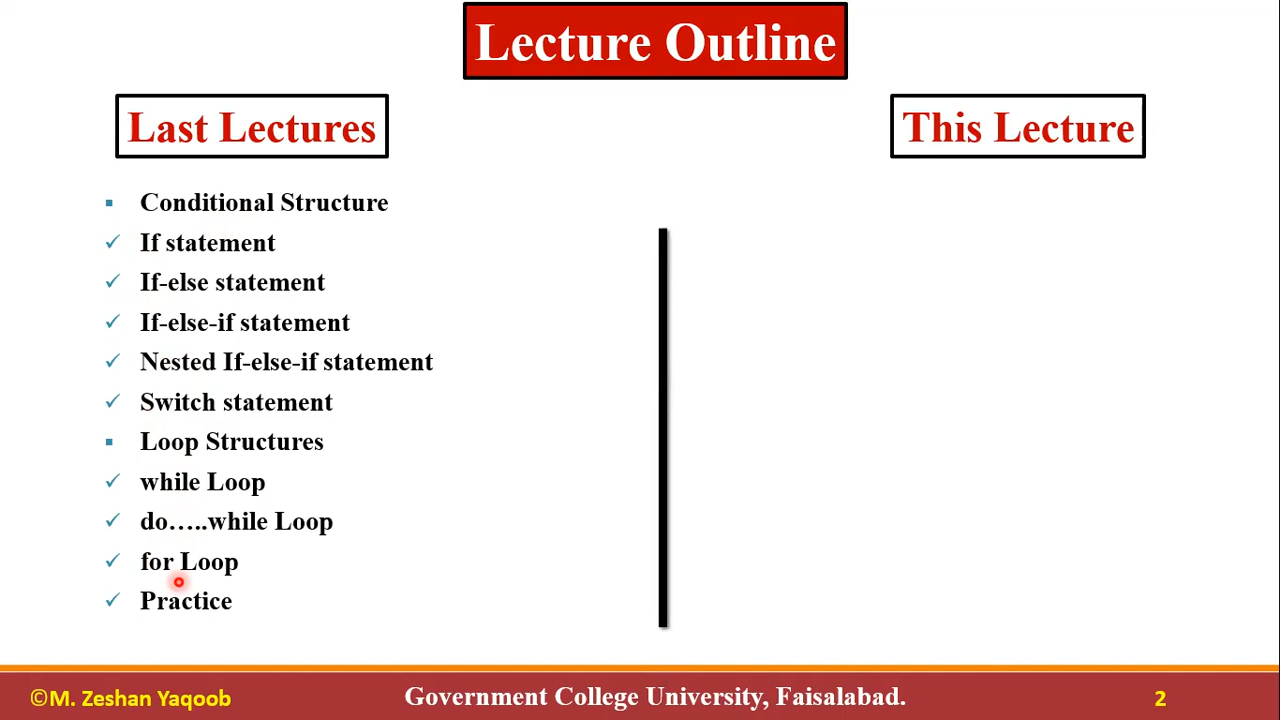 Lecture Outline
Last Lectures
This Lecture
Conditional Structure
If statement
If-else statement
If-else-if statement
Nested If-else-if statement
Switch statement
Loop Structures
while Loop
do…..while Loop
for Loop
Practice
©M. Zeshan Yaqoob
Government College University, Faisalabad.
2